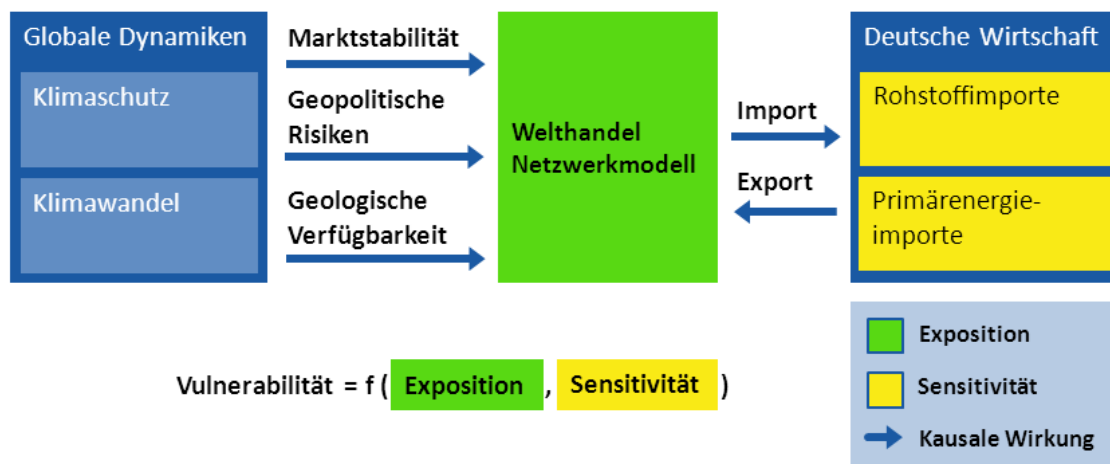 Globale Dynamiken
Klimaschutz
Klimawandel
Marktstabilität
Geopolitische
Risiken
Geologische
Verfügbarkeit
Welthandel
Netzwerkmodell
Import
Export
Deutsche Wirtschaft
Rohstoffimporte
Primärenergie-
importe
Vulnerabilität = f ( Exposition , Sensitivität )
Exposition
Sensitivität
Kausale Wirkung